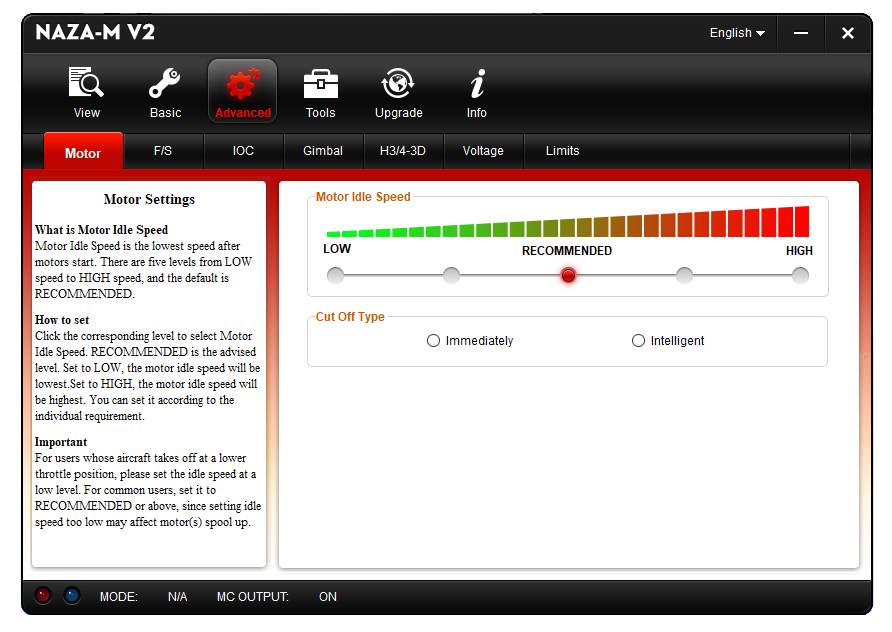 NAZA-M V2
English
View
Basic
Advanced
Tools
Upgrade
Info
Motor
F/S
IOC
Gimbal
H3/4-3D
Voltage
Limits
Motor Settings
What is Motor Idle Speed
Motor Idle Speed is the lowest speed after
motors start. There are five levels from LOW
speed to HIGH speed, and the default is
RECOMMENDED.
How to set
Click the corresponding level to select Motor
Idle Speed. RECOMMENDED is the advised
level. Set to LOW, the motor idle speed will be
lowest.Set to HIGH, the motor idle speed will
be highest. You can set it according to the
individual requirement.
Important
For users whose aircraft takes off at a lower
throttle position, please set the idle speed at a
low level. For common users, set it to
RECOMMENDED or above, since setting idle
speed too low may affect motor(s) spool up.
Motor Idle Speed
LOW
RECOMMENDED
HIGH
Cut Off Type
Immediately
Intelligent
MODE:
N/A
MC OUTPUT:
ON